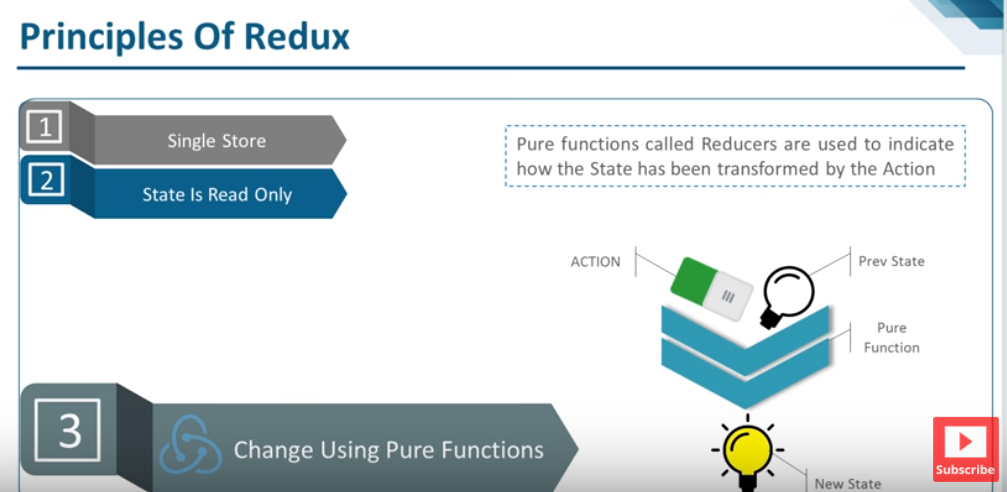 Principles Of Redux
1
Single Store
2
State Is Read Only
Pure functions called Reducers are used to indicate
how the State has been transformed by the Action
ACTION
Prev State
Pure
Function
3
Change Using Pure Functions
New State
Subscribe